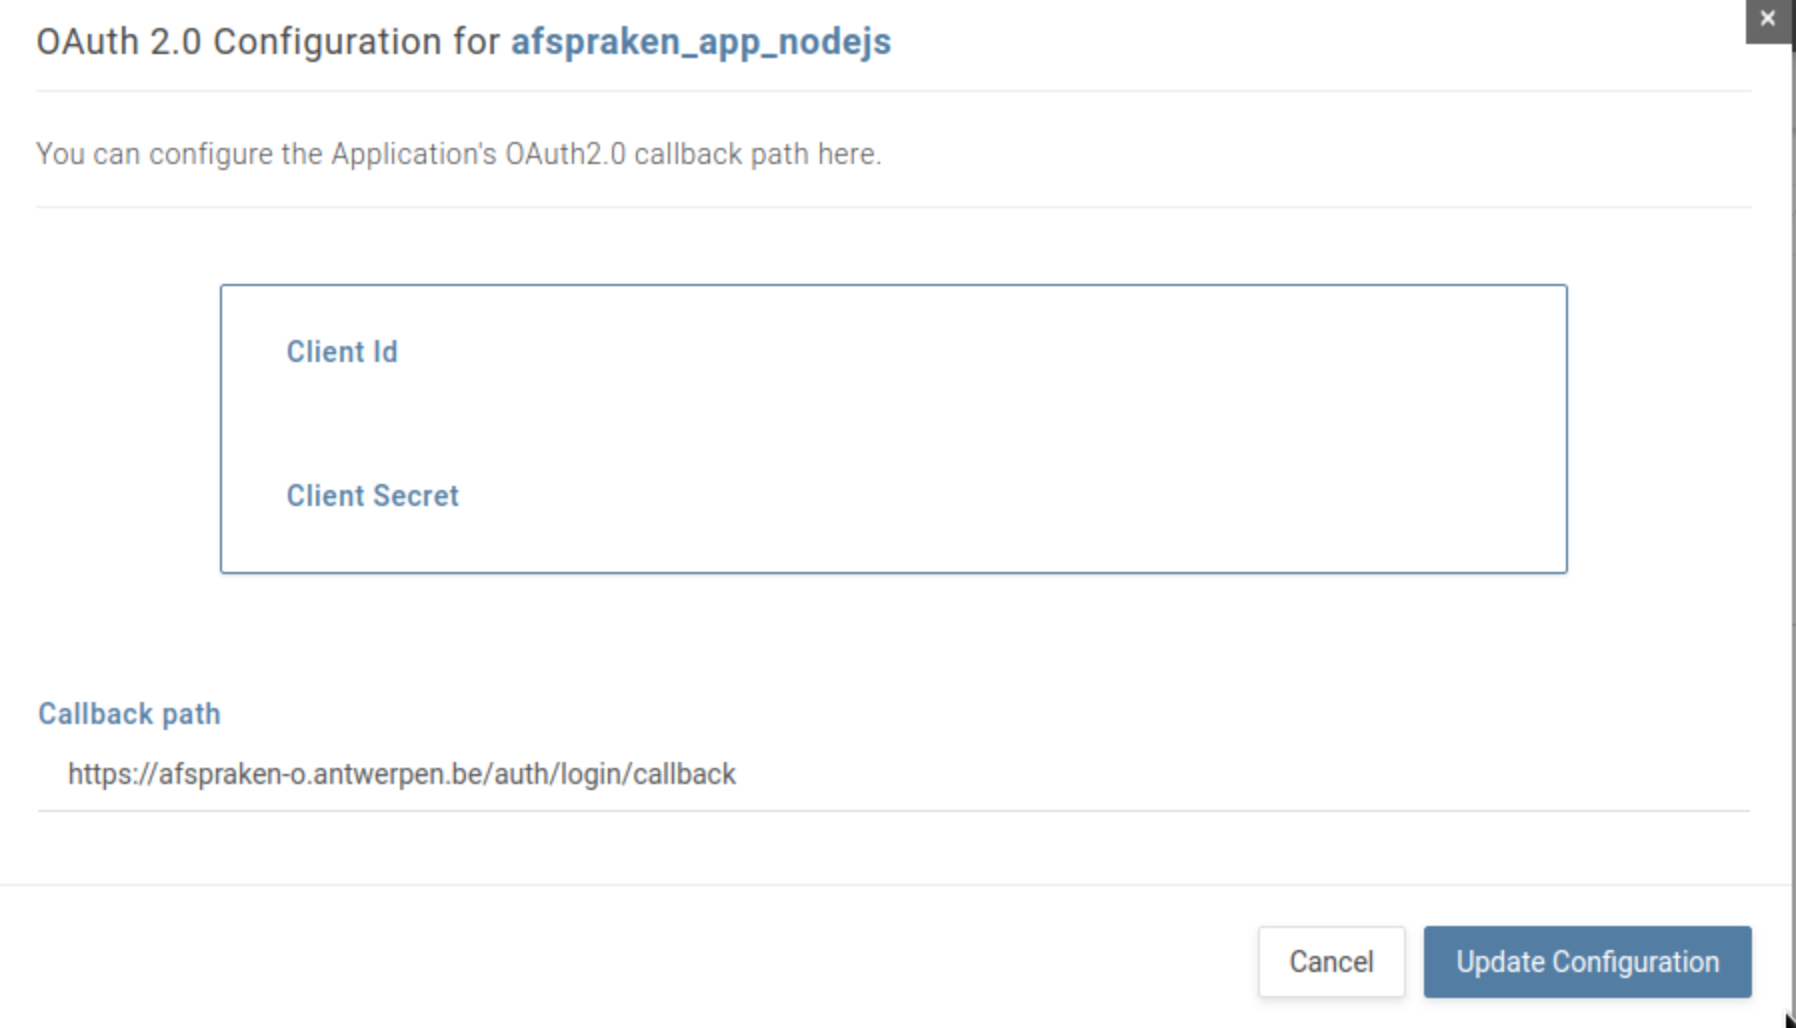 OAuth 2.0 Configuration for afspraken_app_nodejs
×
You can configure the Application's OAuth2.0 callback path here.
Client Id
Client Secret
Callback path
https://afspraken-o.antwerpen.be/auth/login/callback
Cancel
Update Configuration